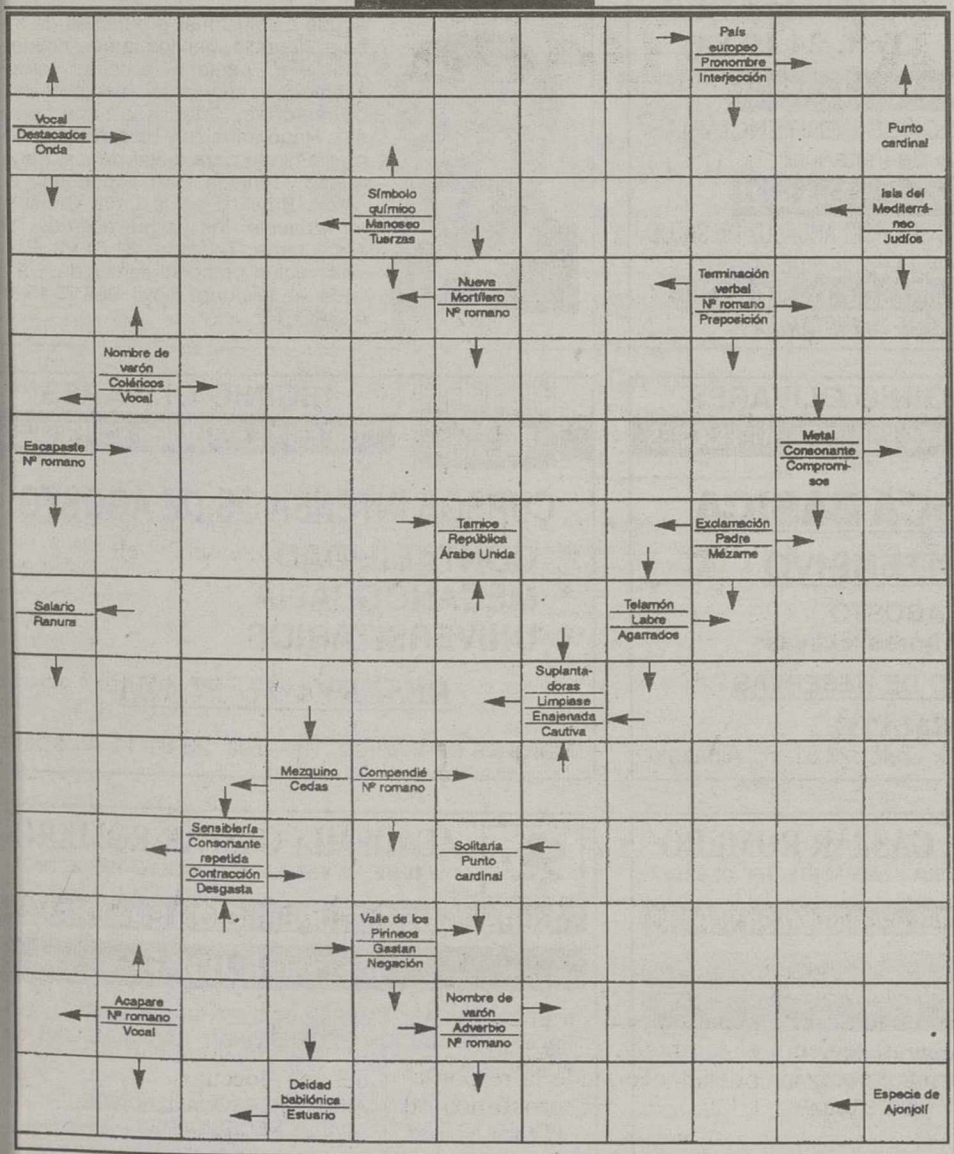 País
europeo
Pronombre
Interjección
Vocal
Destacados
Onda
Punto
cardinal
Símbolo
químico
Manoseo
Tuerzas
Isla del
Mediterrá-
neo
Judíos
Nueve
Mortífero
Nº romano
Terminación
verbal
Nº romano
Preposición
Nombre de
varón
Coléricos
Vocal
Escapaste
Nº romano
Metal
Consonante
Compromi-
sos
Tamice
República
Árabe Unida
Exclamación
Padre
Mézame
Salario
Ranura
Telamón
Labre
Agarrados
Suplanta-
doras
Limpiase
Enajenada
Cautiva
Mezquino
Cedas
Compendié
Nº romano
Sensiblería
Consonante
repetida
Contracción
Desgasta
Solitaria
Punto
cardinal
Valle de los
Pirineos
Gastan
Negación
Acapare
Nº romano
Vocal
Nombre de
varón
Adverbio
Nº romano
Deidad
babilónica
Estuario
Especie de
Ajonjolí